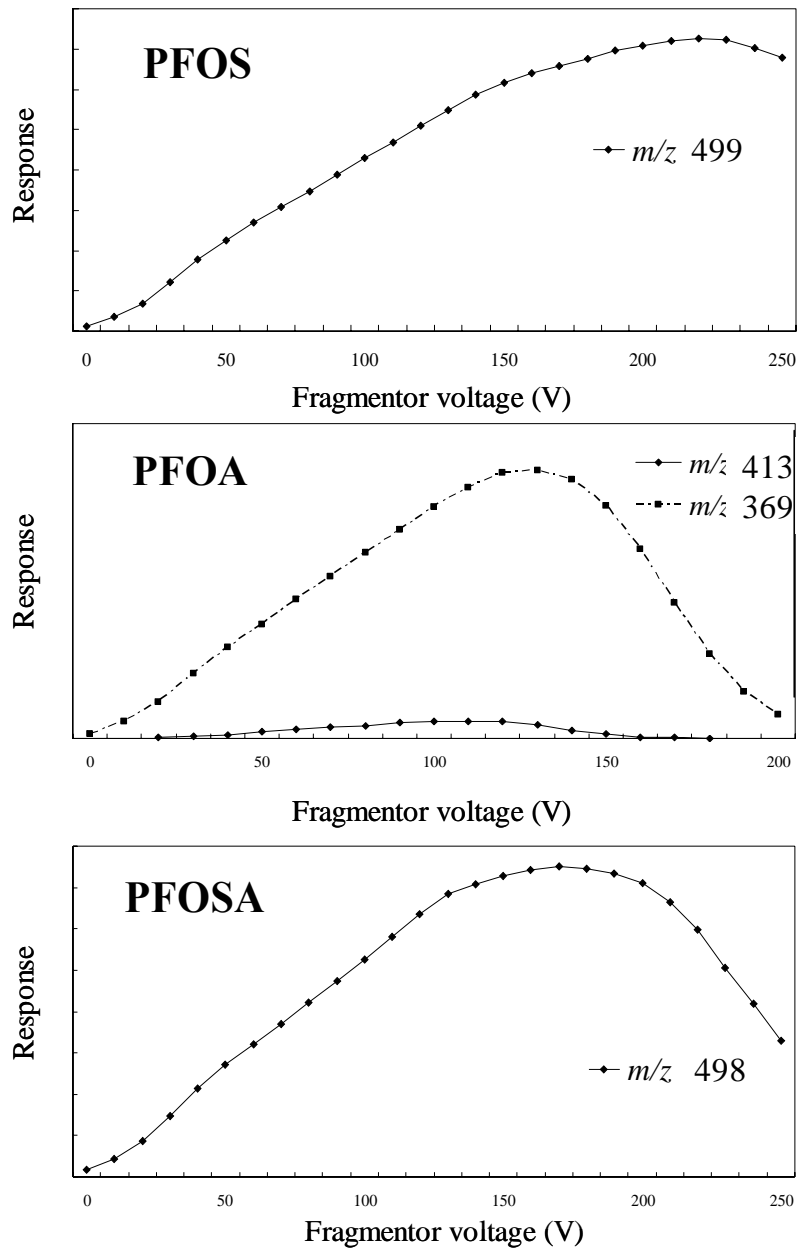 PFOS
Response
m/z 499
0 50 100 150 200 250
Fragmentor voltage (V)
PFOA
Response
m/z 413
m/z 369
0 50 100 150 200
Fragmentor voltage (V)
PFOSA
Response
m/z 498
0 50 100 150 200 250
Fragmentor voltage (V)